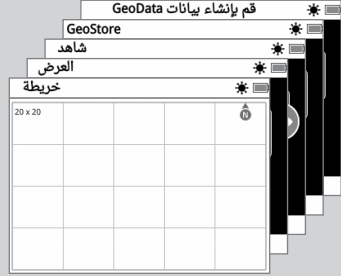 قم بإنشاء بيانات GeoData
GeoStore
شاهد
العرض
خريطة
20 x 20
N